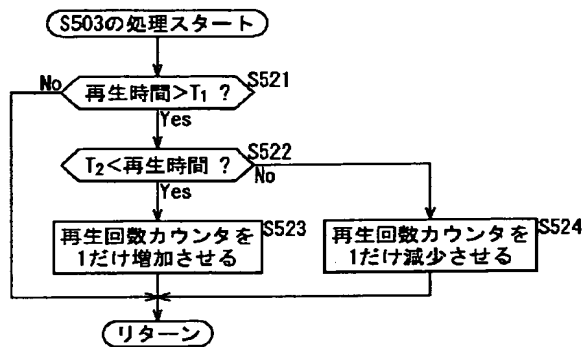 S503の処理スタート
No
再生時間>T1 ?
S521
Yes
T2<再生時間 ?
S522
Yes
No
再生回数カウンタを
1だけ増加させる
S523
再生回数カウンタを
1だけ減少させる
S524
リターン